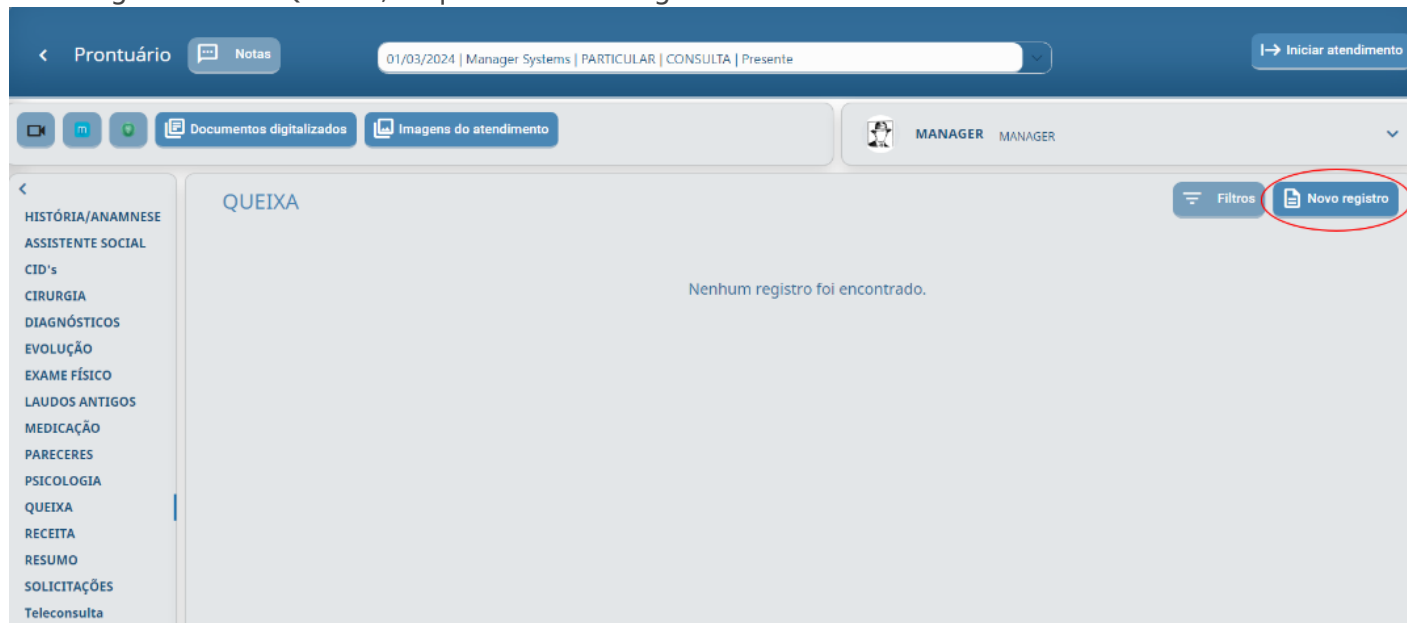 Prontuário
Notas
01/03/2024 | Manager Systems | PARTICULAR | CONSULTA | Presente
Iniciar atendimento
m
Documentos digitalizados
Imagens do atendimento
MANAGER MANAGER
HISTÓRIA/ANAMNESE
ASSISTENTE SOCIAL
CID's
CIRURGIA
DIAGNÓSTICOS
EVOLUÇÃO
EXAME FÍSICO
LAUDOS ANTIGOS
MEDICAÇÃO
PARECERES
PSICOLOGIA
QUEIXA
RECEITA
RESUMO
SOLICITAÇÕES
Teleconsulta
QUEIXA
Filtros
Novo registro
Nenhum registro foi encontrado.